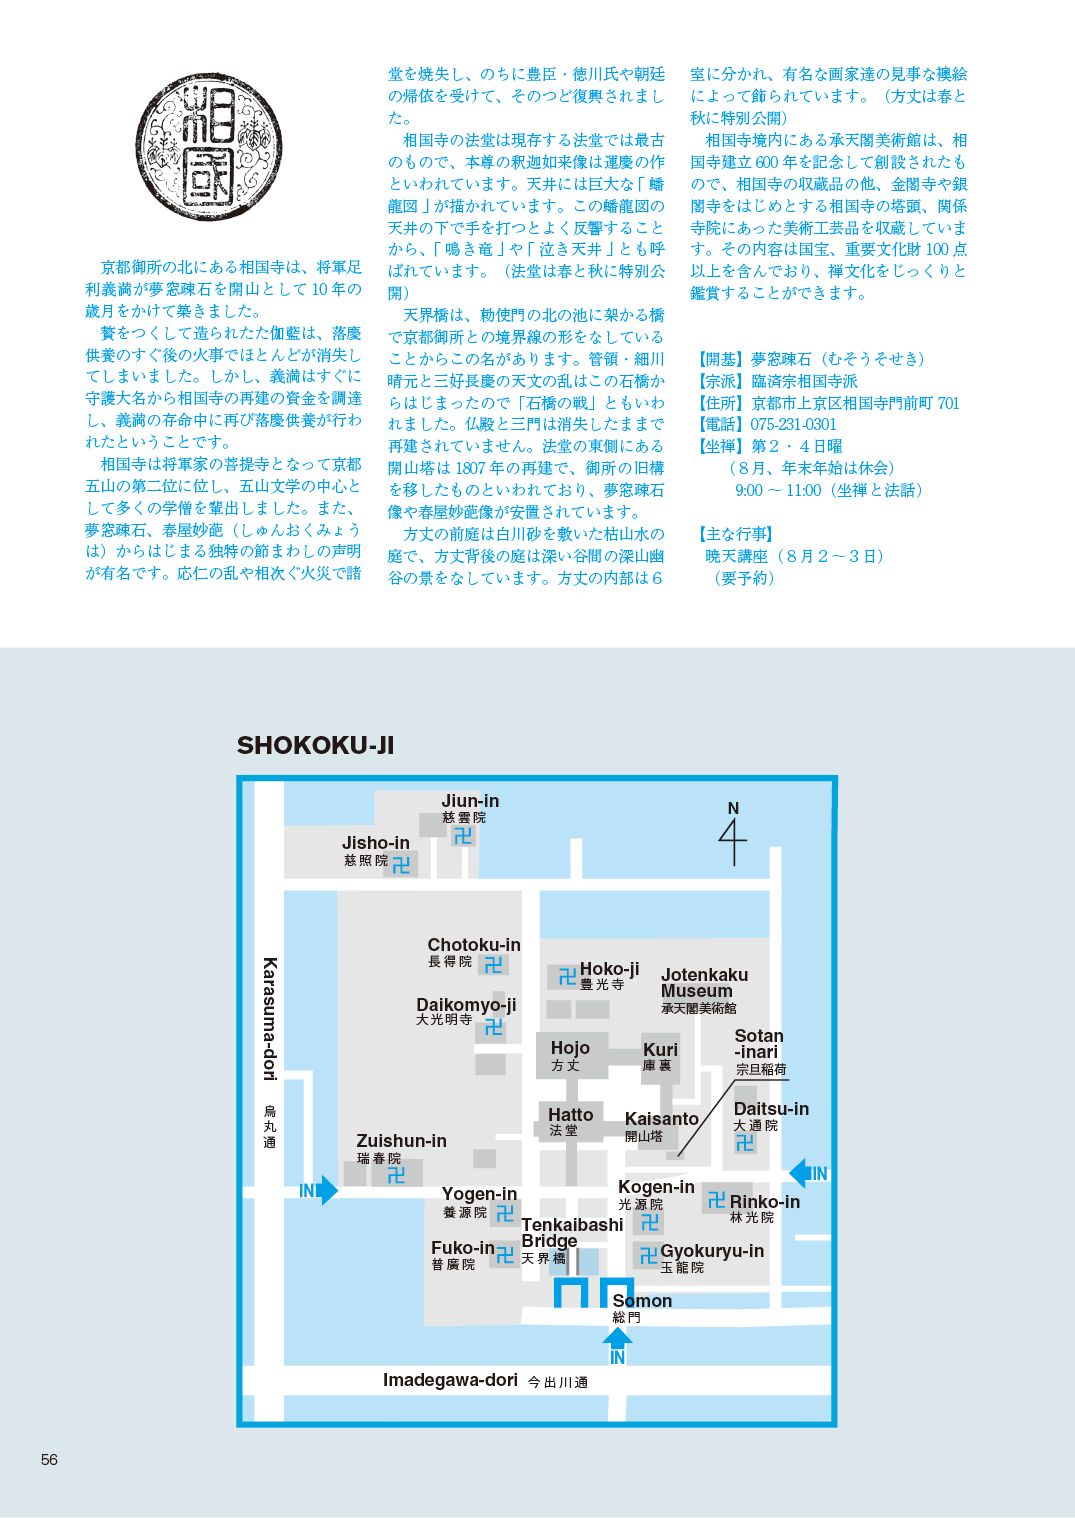 相
國
京都御所の北にある相国寺は、将軍足
利義満が夢窓疎石を開山として10年の
歳月をかけて築きました。
贅をつくして造られたた伽藍は、落慶
供養のすぐ後の火事でほとんどが消失し
てしまいました。しかし、義満はすぐに
守護大名から相国寺の再建の資金を調達
し、義満の存命中に再び落慶供養が行わ
れたということです。
相国寺は将軍家の菩提寺となって京都
五山の第二位に位し、五山文学の中心と
して多くの学僧を輩出しました。また、
夢窓疎石、春屋妙葩（しゅんおくみょう
は）からはじまる独特の節まわしの声明
が有名です。応仁の乱や相次ぐ火災で諸
堂を焼失し、のちに豊臣・徳川氏や朝廷
の帰依を受けて、そのつど復興されまし
た。
相国寺の法堂は現存する法堂では最古
のもので、本尊の釈迦如来像は運慶の作
といわれています。天井には巨大な「蟠
龍図」が描かれています。この蟠龍図の
天井の下で手を打つとよく反響すること
から、「鳴き竜」や「泣き天井」とも呼
ばれています。（法堂は春と秋に特別公
開）
天界橋は、勅使門の北の池に架かる橋
で京都御所との境界線の形をなしている
ことからこの名があります。管領・細川
晴元と三好長慶の天文の乱はこの石橋か
らはじまったので「石橋の戦」ともいわ
れました。仏殿と三門は消失したままで
再建されていません。法堂の東側にある
開山塔は1807年の再建で、御所の旧構
を移したものといわれており、夢窓疎石
像や春屋妙葩像が安置されています。
方丈の前庭は白川砂を敷いた枯山水の
庭で、方丈背後の庭は深い谷間の深山幽
谷の景をなしています。方丈の内部は６
室に分かれ、有名な画家達の見事な襖絵
によって飾られています。（方丈は春と
秋に特別公開）
相国寺境内にある承天閣美術館は、相
国寺建立600年を記念して創設されたも
ので、相国寺の収蔵品の他、金閣寺や銀
閣寺をはじめとする相国寺の塔頭、関係
寺院にあった美術工芸品を収蔵していま
す。その内容は国宝、重要文化財100点
以上を含んでおり、禅文化をじっくりと
鑑賞することができます。
【開基】夢窓疎石（むそうそせき）
【宗派】臨済宗相国寺派
【住所】京都市上京区相国寺門前町701
【電話】075-231-0301
【坐禅】第２・４日曜
（８月、年末年始は休会）
9:00 ～ 11:00（坐禅と法話）
【主な行事】
暁天講座（８月２～３日）
（要予約）
SHOKOKU-JI
Jiun-in
慈雲院
卍
N
Jisho-in
慈照院
卍
Chotoku-in
長得院
卍
Hoko-ji
豊光寺
卍
Jotenkaku
Museum
承天閣美術館
Karasuma-dori
烏丸通
Daikomyo-ji
大光明寺
卍
Hojo
方丈
Kuri
庫裏
Sotan
-inari
宗旦稲荷
Hatto
法堂
Kaisanto
開山塔
Daitsu-in
大通院
卍
Zuishun-in
瑞春院
卍
IN
IN
Yogen-in
養源院
卍
Kogen-in
光源院
卍
卍
Rinko-in
林光院
Tenkaibashi
Bridge
天界橋
Fuko-in
普廣院
卍
卍
Gyokuryu-in
玉龍院
Somon
総門
IN
Imadegawa-dori 今出川通
56